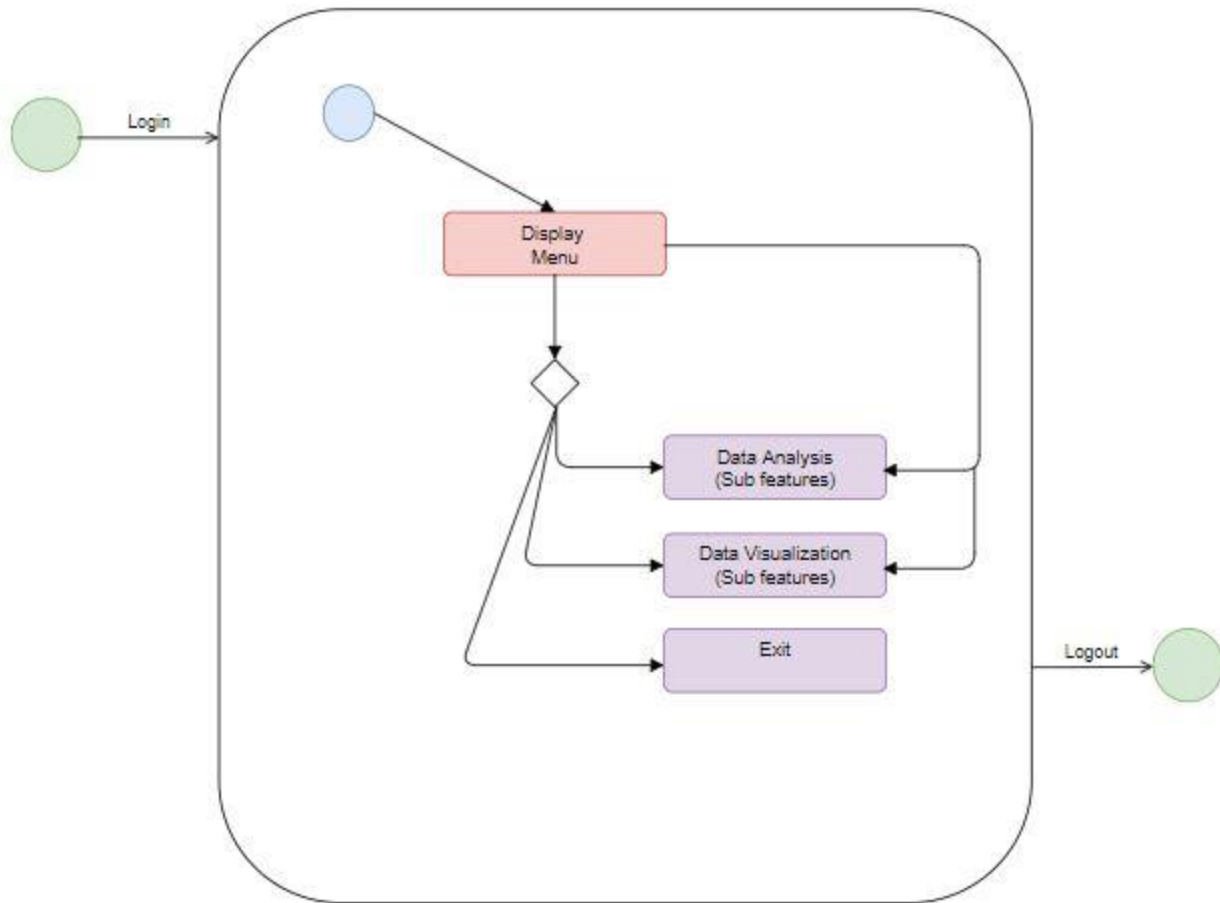 Login
Display
Menu
Data Analysis
(Sub features)
Data Visualization
(Sub features)
Exit
Logout